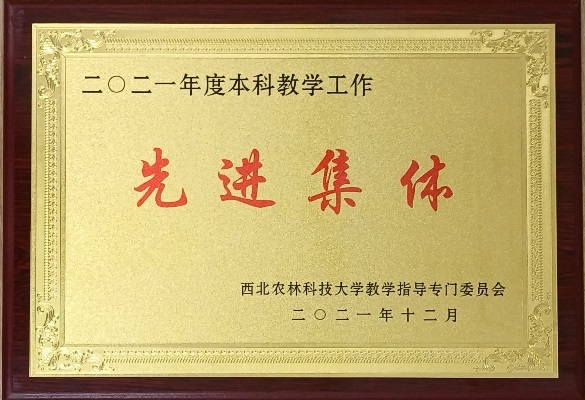 二〇二一年度本科教学工作
先进集体
西北农林科技大学教学指导专门委员会
二〇二一年十二月